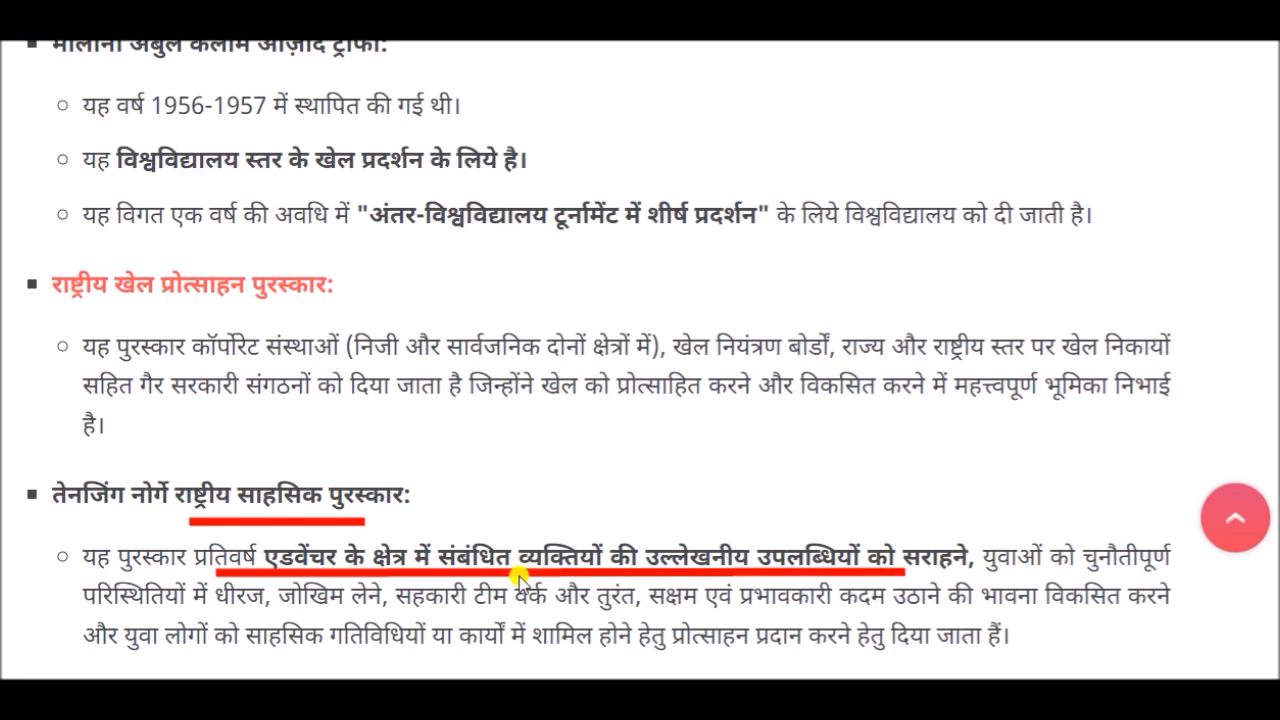 मौलाना अबुल कलाम आज़ाद ट्रॉफी:
यह वर्ष 1956-1957 में स्थापित की गई थी।
यह विश्वविद्यालय स्तर के खेल प्रदर्शन के लिये है।
यह विगत एक वर्ष की अवधि में "अंतर-विश्वविद्यालय टूर्नामेंट में शीर्ष प्रदर्शन" के लिये विश्वविद्यालय को दी जाती है।
राष्ट्रीय खेल प्रोत्साहन पुरस्कार:
यह पुरस्कार कॉर्पोरेट संस्थाओं (निजी और सार्वजनिक दोनों क्षेत्रों में), खेल नियंत्रण बोर्डों, राज्य और राष्ट्रीय स्तर पर खेल निकायों
सहित गैर सरकारी संगठनों को दिया जाता है जिन्होंने खेल को प्रोत्साहित करने और विकसित करने में महत्त्वपूर्ण भूमिका निभाई
है।
तेनजिंग नोर्गे राष्ट्रीय साहसिक पुरस्कार:
यह पुरस्कार प्रतिवर्ष एडवेंचर के क्षेत्र में संबंधित व्यक्तियों की उल्लेखनीय उपलब्धियों को सराहने, युवाओं को चुनौतीपूर्ण
परिस्थितियों में धीरज, जोखिम लेने, सहकारी टीम वर्क और तुरंत, सक्षम एवं प्रभावकारी कदम उठाने की भावना विकसित करने
और युवा लोगों को साहसिक गतिविधियों या कार्यों में शामिल होने हेतु प्रोत्साहन प्रदान करने हेतु दिया जाता हैं।